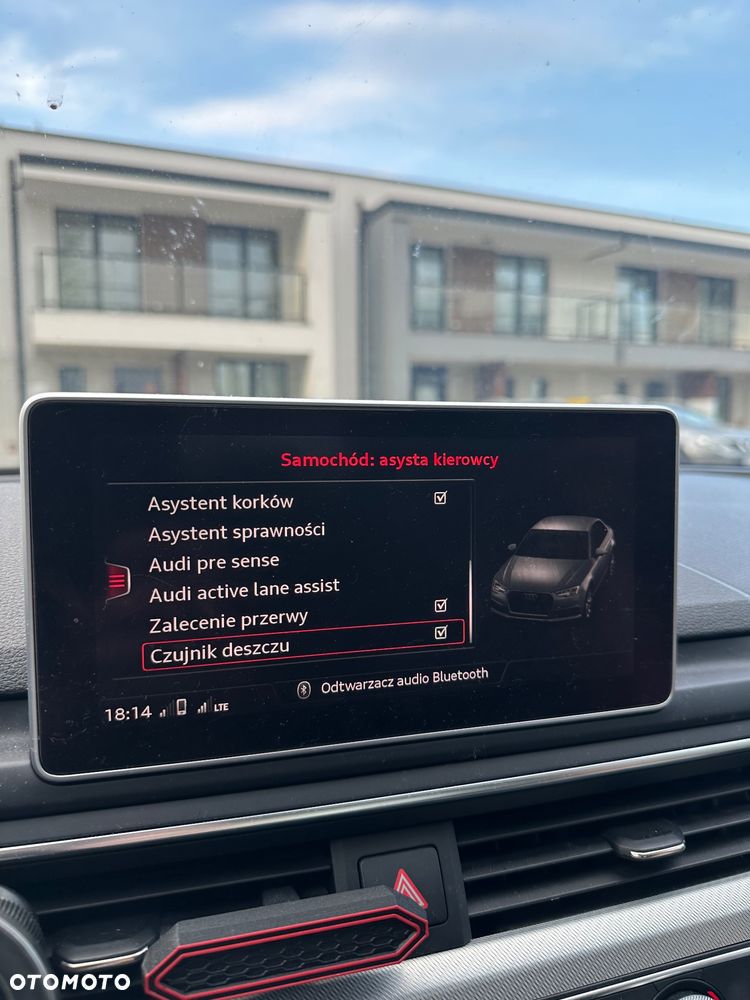 Samochód: asysta kierowcy
Asystent korków
Asystent sprawności
Audi pre sense
Audi active lane assist
Zalecenie przerwy
Czujnik deszczu
Odtwarzacz audio Bluetooth
18:14 LTE
OTOMOTO